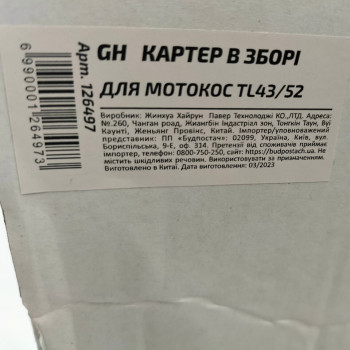 GH КАРТЕР В ЗБОРІ
ДЛЯ МОТОКОС TL43/52
Виробник: Жинхуа Хайрун Павер Технолоджі КО.,ЛТД. Адреса:
№.260, Чанган роад, Жиангбін Індастріал зон, Тонгкін Таун, Вуі
Каунті, Женьянг Провінс, Китай. Імпортер/уповноважений
представник: ПП «Будпостач»: 02099, Україна, Київ, вул.
Бориспільська, 9-Е, оф. 314. Претензії від споживачів приймає
імпортер, телефон: 0800-750-250, сайт: https://budpostach.ua. Не
містить шкідливих речовин. Використовувати за призначенням.
Виготовлено в Китаї. Дата виготовлення: 03/2023
Арт. 126497
6990001264973